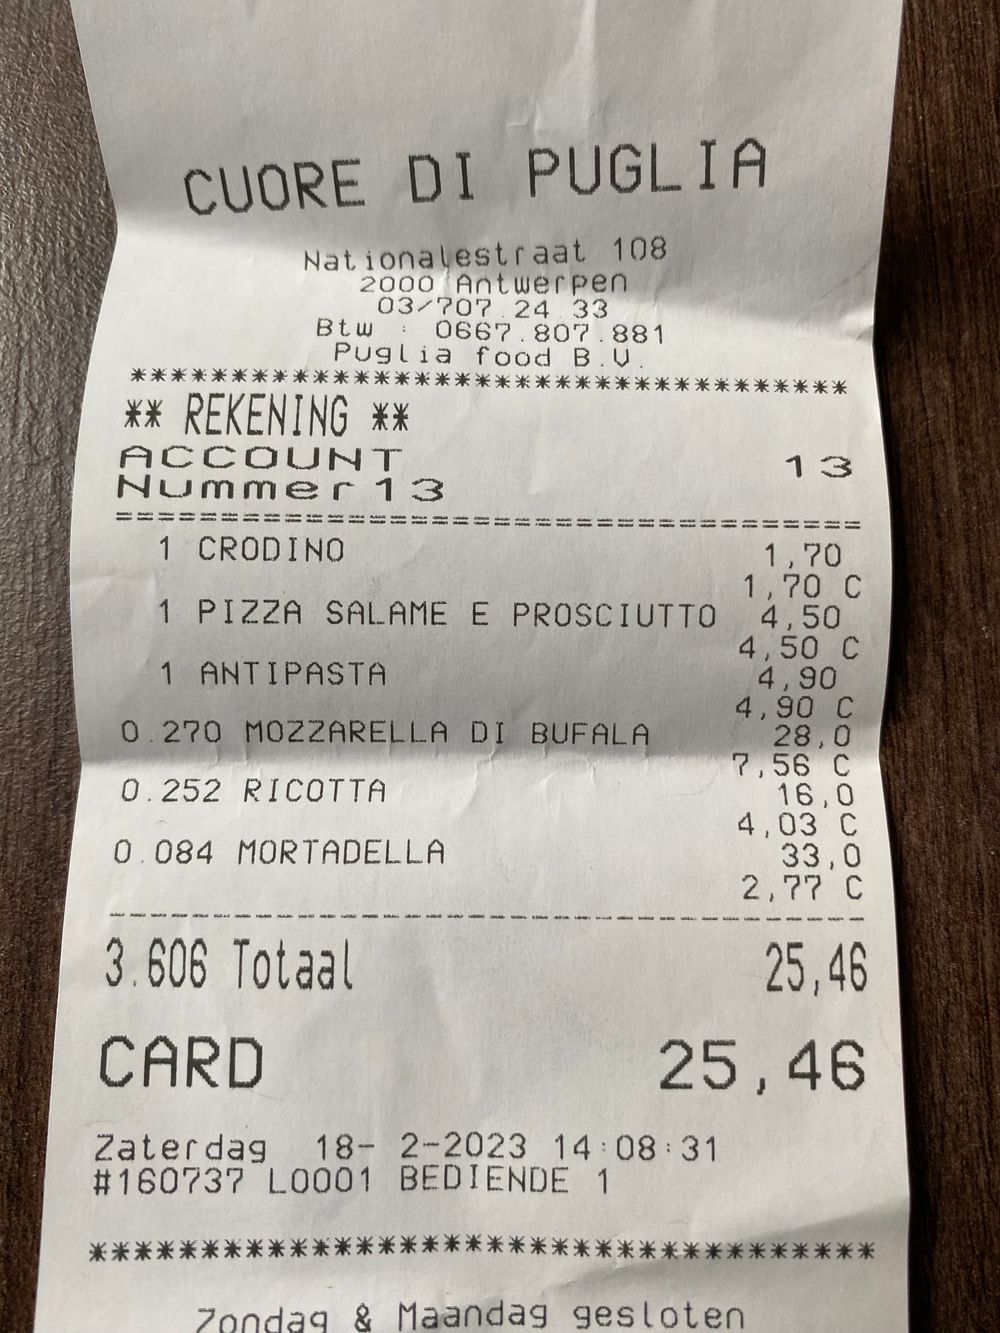 CUORE DI PUGLIA
Nationalestraat 108
2000 Antwerpen
03/707 24 33
Btw : 0667.807.881
Puglia food B.V.
************************************
** REKENING **
ACCOUNT 13
Nummer13
=====================================
1 CRODINO 1,70
1,70 C
1 PIZZA SALAME E PROSCIUTTO 4,50
4,50 C
1 ANTIPASTA 4,90
4,90 C
0.270 MOZZARELLA DI BUFALA 28,0
7,56 C
0.252 RICOTTA 16,0
4,03 C
0.084 MORTADELLA 33,0
2,77 C
-------------------------------------
3.606 Totaal 25,46
CARD 25,46
Zaterdag 18- 2-2023 14:08:31
#160737 L0001 BEDIENDE 1
************************************
Zondag & Maandag gesloten